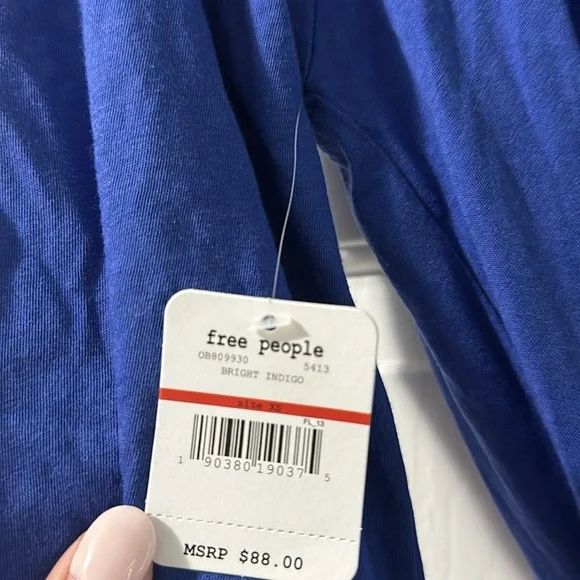 free people
OB809930 5413
BRIGHT INDIGO
size XS
FL_13
1 90380 19037 5
MSRP $88.00